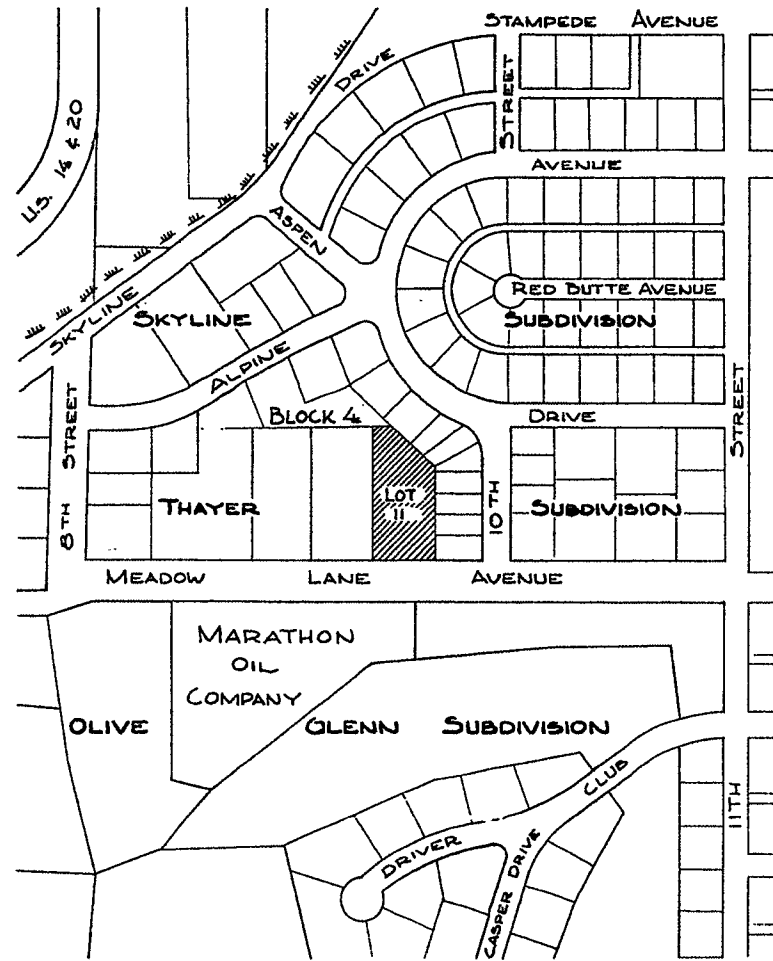 STAMPEDE AVENUE
DRIVE
STREET
U.S. 14 & 20
AVENUE
ASPEN
RED BUTTE AVENUE
SKYLINE
SKYLINE
SUBDIVISION
ALPINE
STREET
BLOCK 4
DRIVE
STREET
LOT
11
THAYER
10TH
SUBDIVISION
8TH
MEADOW LANE AVENUE
MARATHON
OIL
COMPANY
OLIVE GLENN SUBDIVISION
CLUB
11TH
DRIVER
CASPER DRIVE